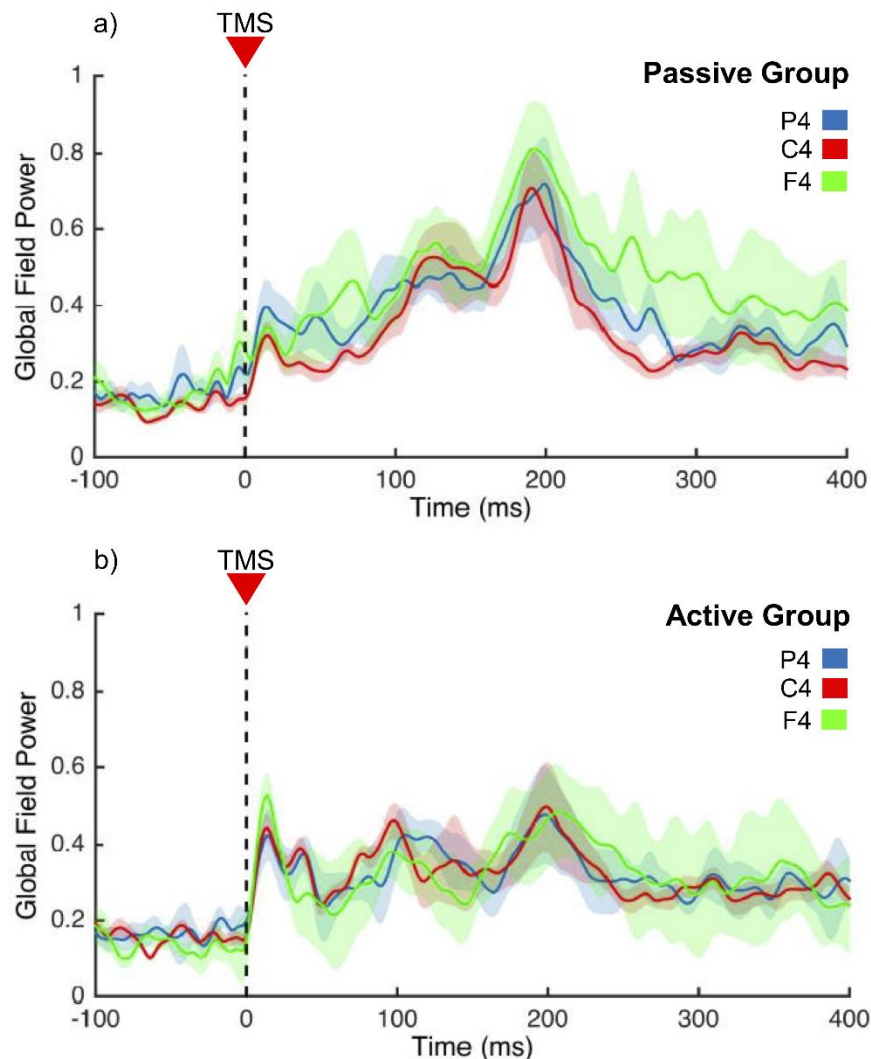 a)
TMS
Passive Group
P4
C4
F4
Global Field Power
1
0.8
0.6
0.4
0.2
0
-100 0 100 200 300 400
Time (ms)
b)
TMS
Active Group
P4
C4
F4
Global Field Power
1
0.8
0.6
0.4
0.2
0
-100 0 100 200 300 400
Time (ms)